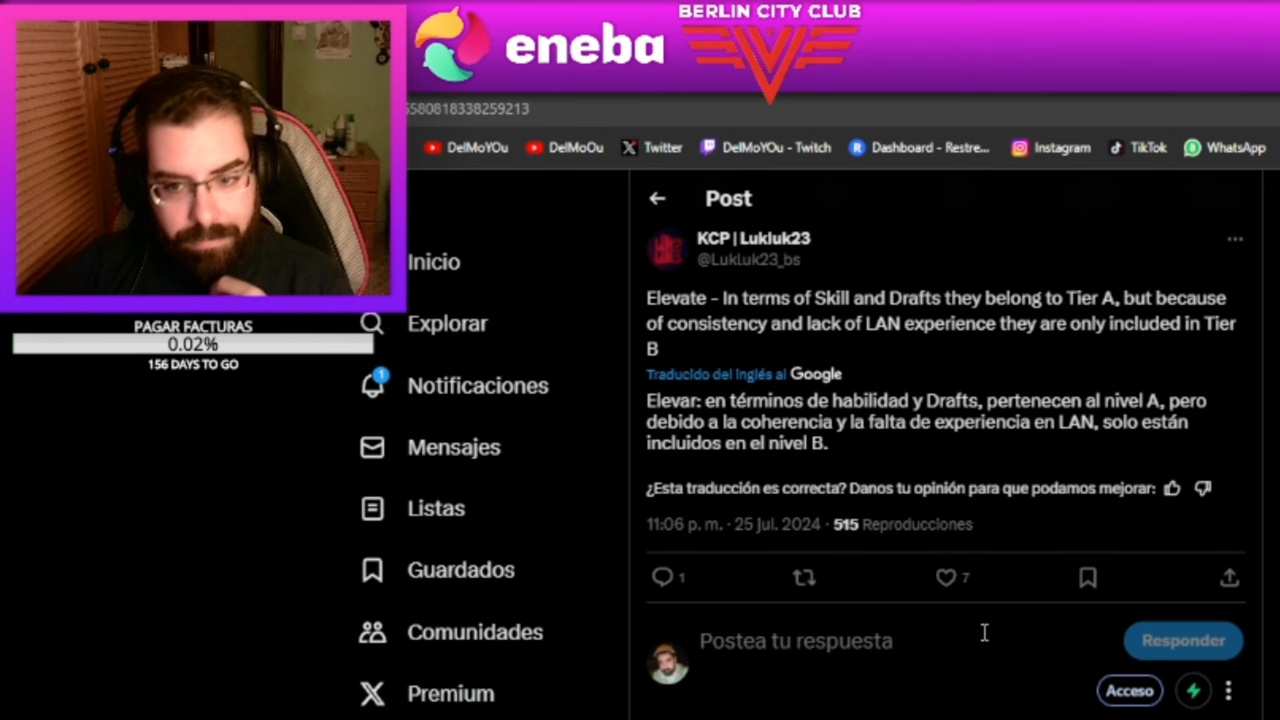 BERLIN CITY CLUB
eneba
5580818338259213
DelMoYOu
DelMoOu
Twitter
DelMoYOu - Twitch
Dashboard - Restre...
Instagram
TikTok
WhatsApp
PAGAR FACTURAS
0.02%
156 DAYS TO GO
Inicio
Explorar
1
Notificaciones
Mensajes
Listas
Guardados
Comunidades
Premium
Post
KCP | Lukluk23
@Lukluk23_bs
Elevate - In terms of Skill and Drafts they belong to Tier A, but because
of consistency and lack of LAN experience they are only included in Tier
B
Traducido del inglés al Google
Elevar: en términos de habilidad y Drafts, pertenecen al nivel A, pero
debido a la coherencia y la falta de experiencia en LAN, solo están
incluidos en el nivel B.
¿Esta traducción es correcta? Danos tu opinión para que podamos mejorar:
11:06 p. m. · 25 jul. 2024 · 515 Reproducciones
1
7
Postea tu respuesta
Responder
Acceso